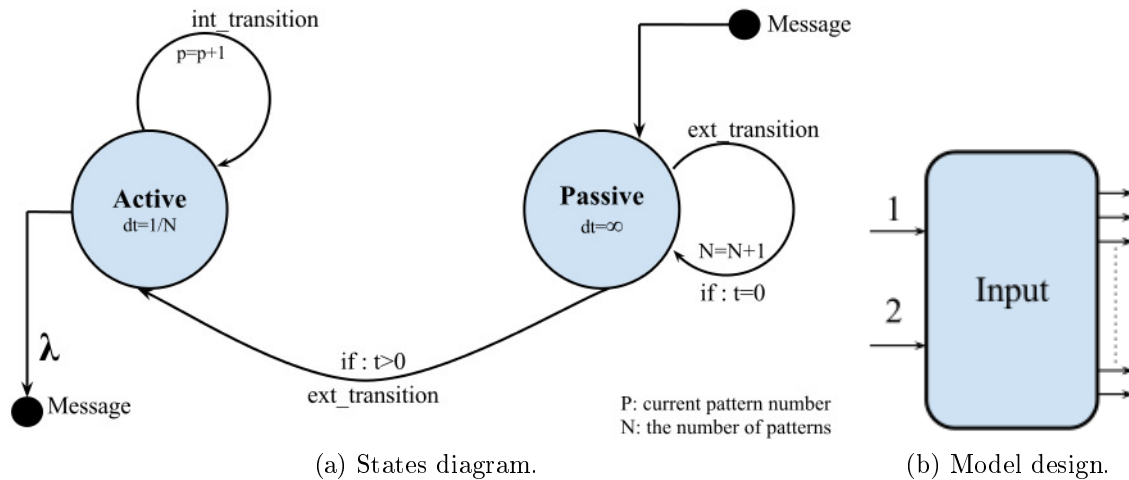 int_transition
p=p+1
Message
ext_transition
Active
dt=1/N
Passive
dt=∞
N=N+1
if : t=0
λ
if : t>0
ext_transition
Message
P: current pattern number
N: the number of patterns
(a) States diagram.
1
2
Input
(b) Model design.